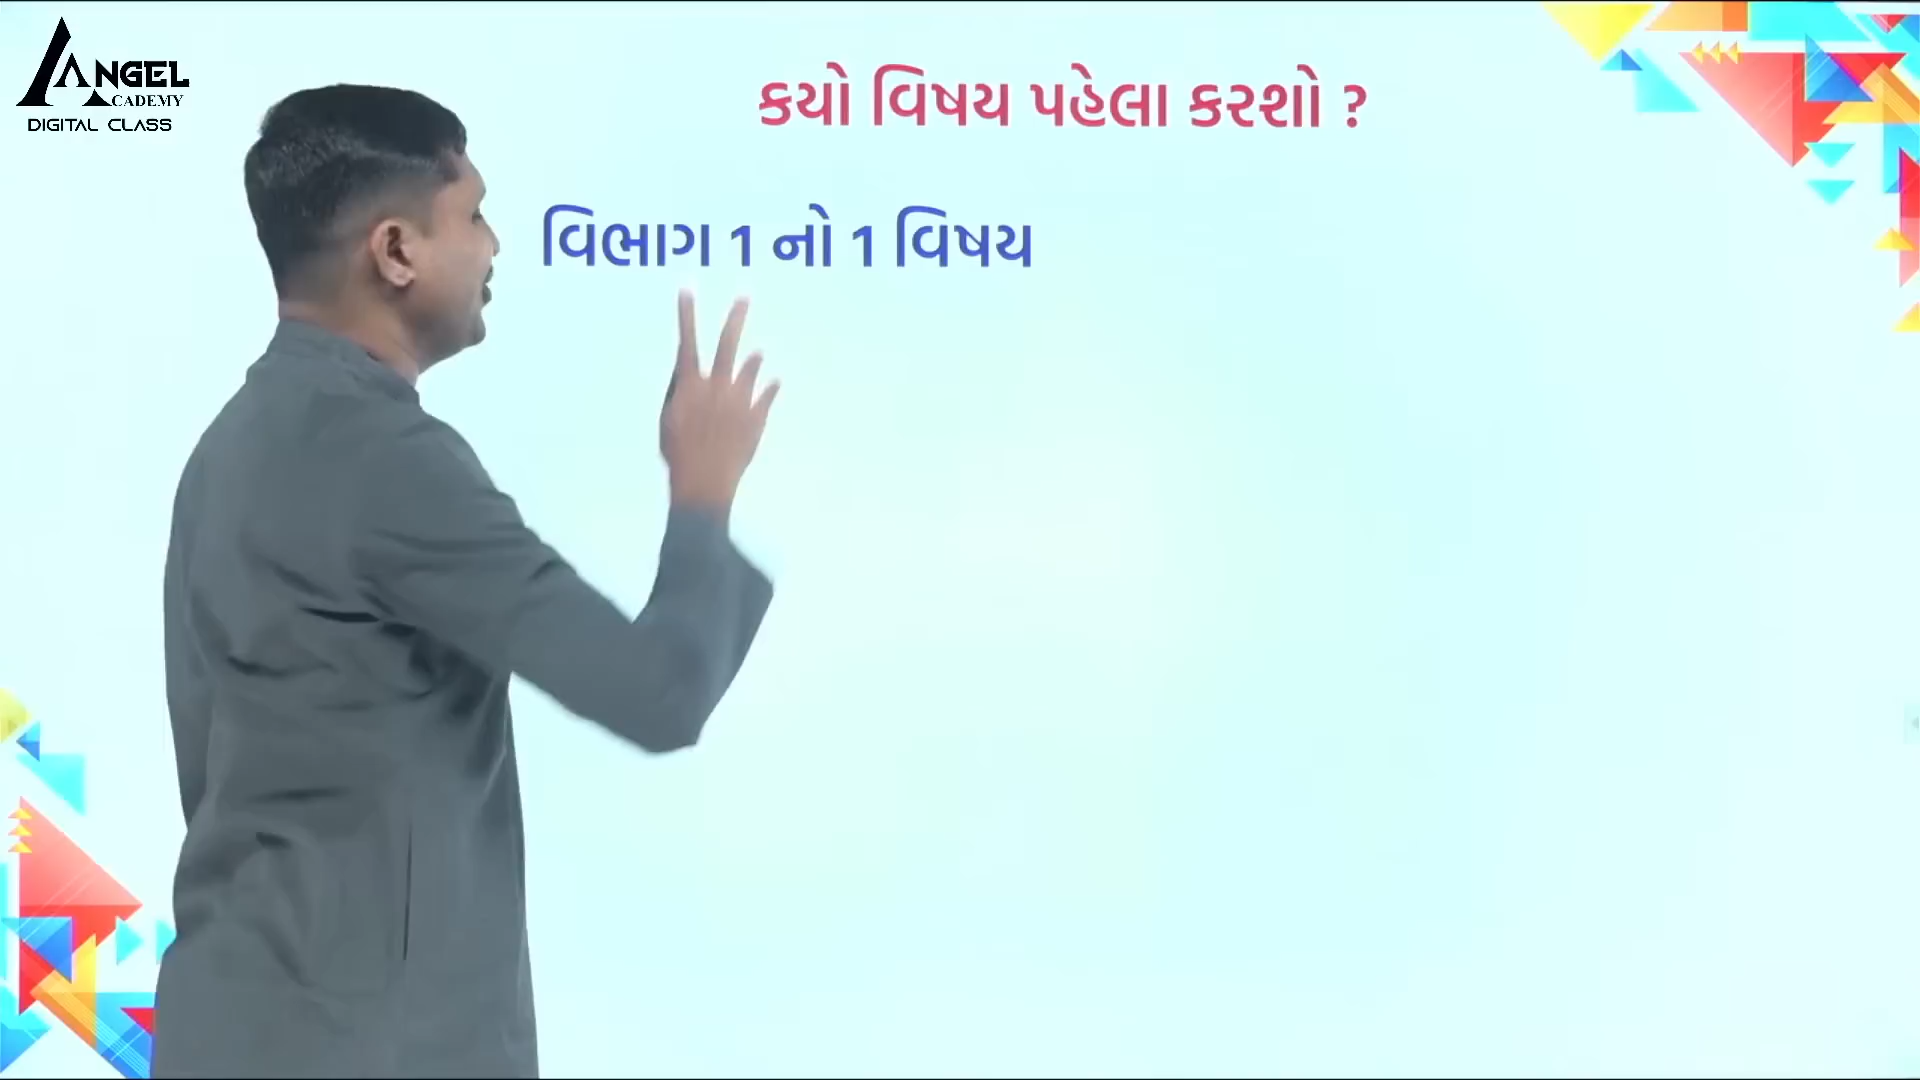 ANGEL
ACADEMY
DIGITAL CLASS
કયો વિષય પહેલા કરશો ?
વિભાગ 1 નો 1 વિષય